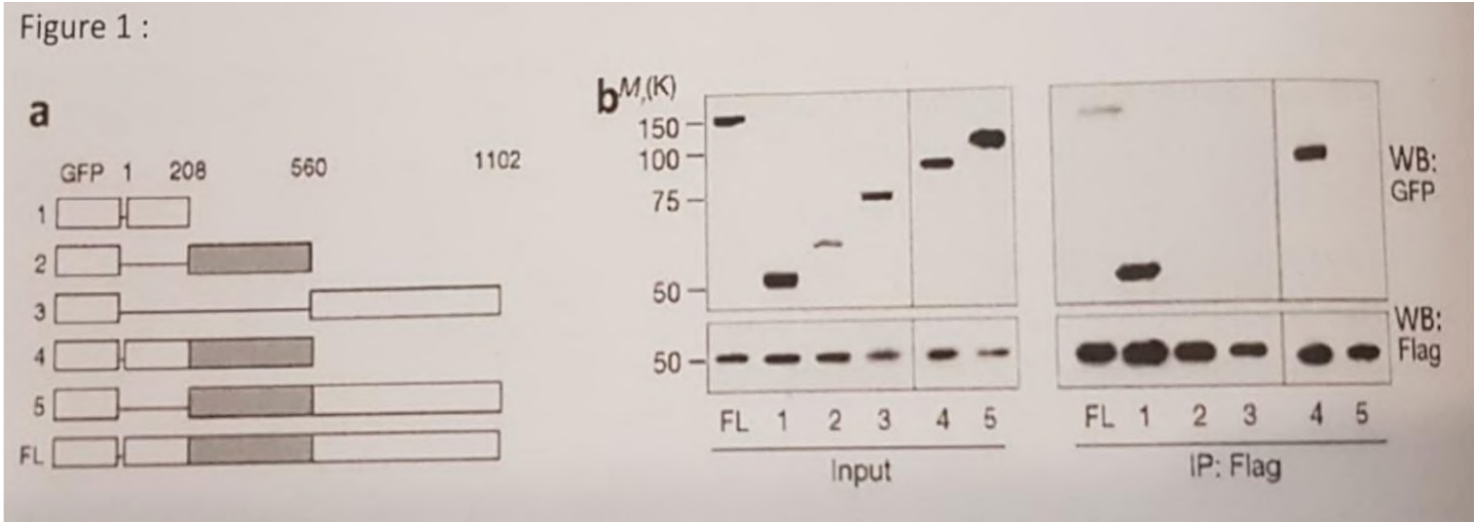 Figure 1 :
a
GFP 1 208 560 1102
1
2
3
4
5
FL
b Mr(K)
150
100
75
50
50
FL 1 2 3 4 5
Input
WB:
GFP
WB:
Flag
FL 1 2 3 4 5
IP: Flag